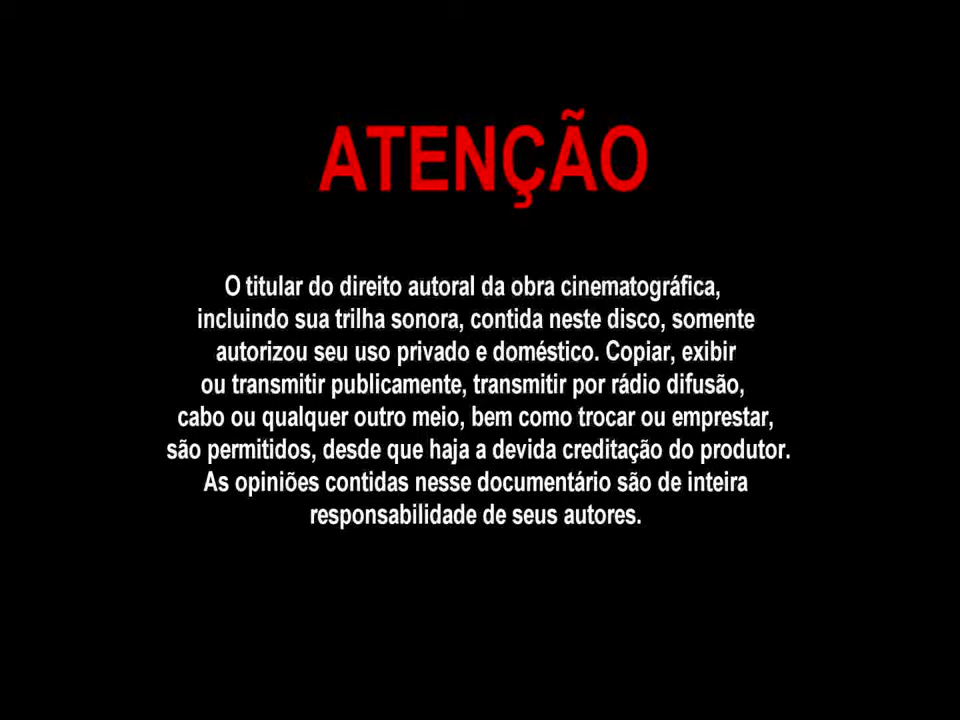 ATENÇÃO
O titular do direito autoral da obra cinematográfica,
incluindo sua trilha sonora, contida neste disco, somente
autorizou seu uso privado e doméstico. Copiar, exibir
ou transmitir publicamente, transmitir por rádio difusão,
cabo ou qualquer outro meio, bem como trocar ou emprestar,
são permitidos, desde que haja a devida creditação do produtor.
As opiniões contidas nesse documentário são de inteira
responsabilidade de seus autores.